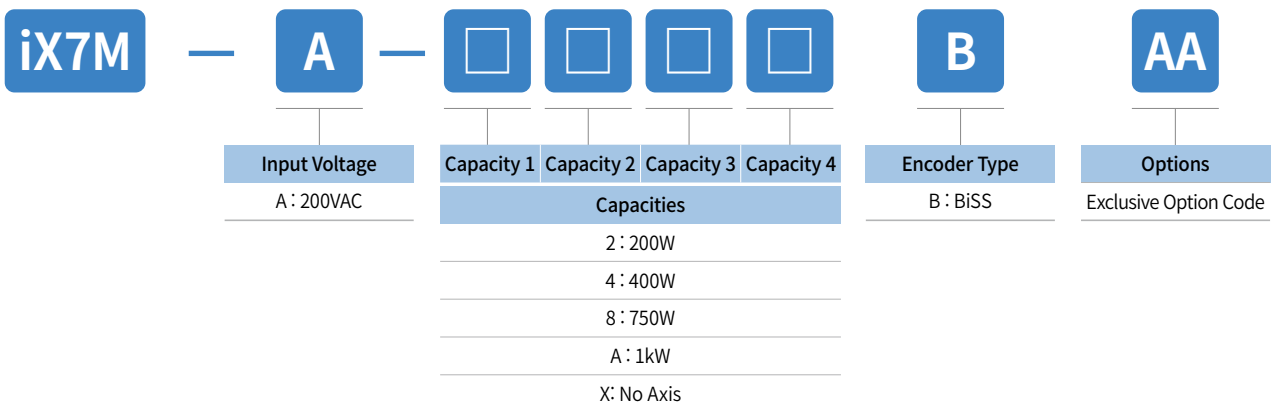 iX7M — A — □ □ □ □ B AA
Input Voltage Capacity 1 Capacity 2 Capacity 3 Capacity 4 Encoder Type Options
A : 200VAC Capacities B : BiSS Exclusive Option Code
2 : 200W
4 : 400W
8 : 750W
A : 1kW
X: No Axis